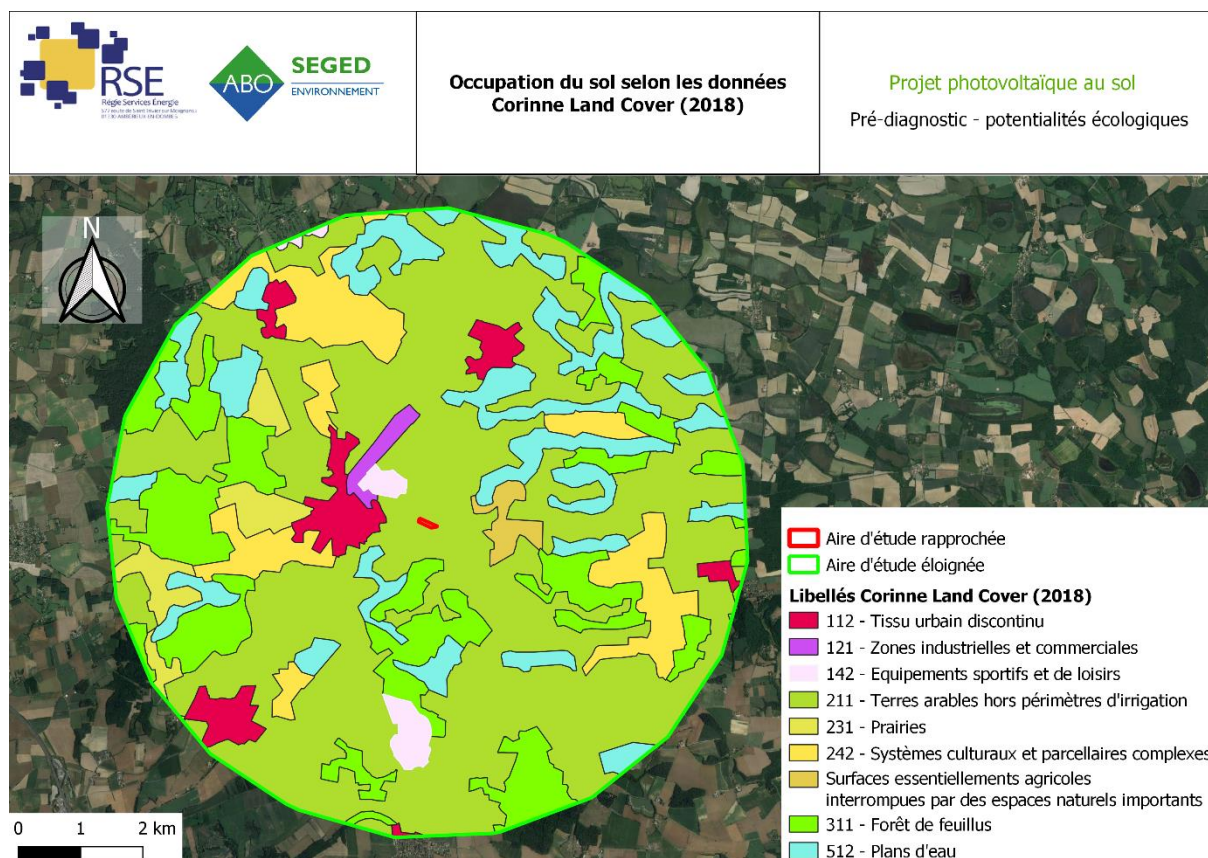 RSE
Régie Services Energie
ABO
SEGED
ENVIRONNEMENT
Occupation du sol selon les données
Corinne Land Cover (2018)
Projet photovoltaïque au sol
Pré-diagnostic - potentialités écologiques
N
Aire d'étude rapprochée
Aire d'étude éloignée
Libellés Corinne Land Cover (2018)
112 - Tissu urbain discontinu
121 - Zones industrielles et commerciales
142 - Equipements sportifs et de loisirs
211 - Terres arables hors périmètres d'irrigation
231 - Prairies
242 - Systèmes culturaux et parcellaires complexes
Surfaces essentiellements agricoles
interrompues par des espaces naturels importants
311 - Forêt de feuillus
512 - Plans d'eau
0 1 2 km